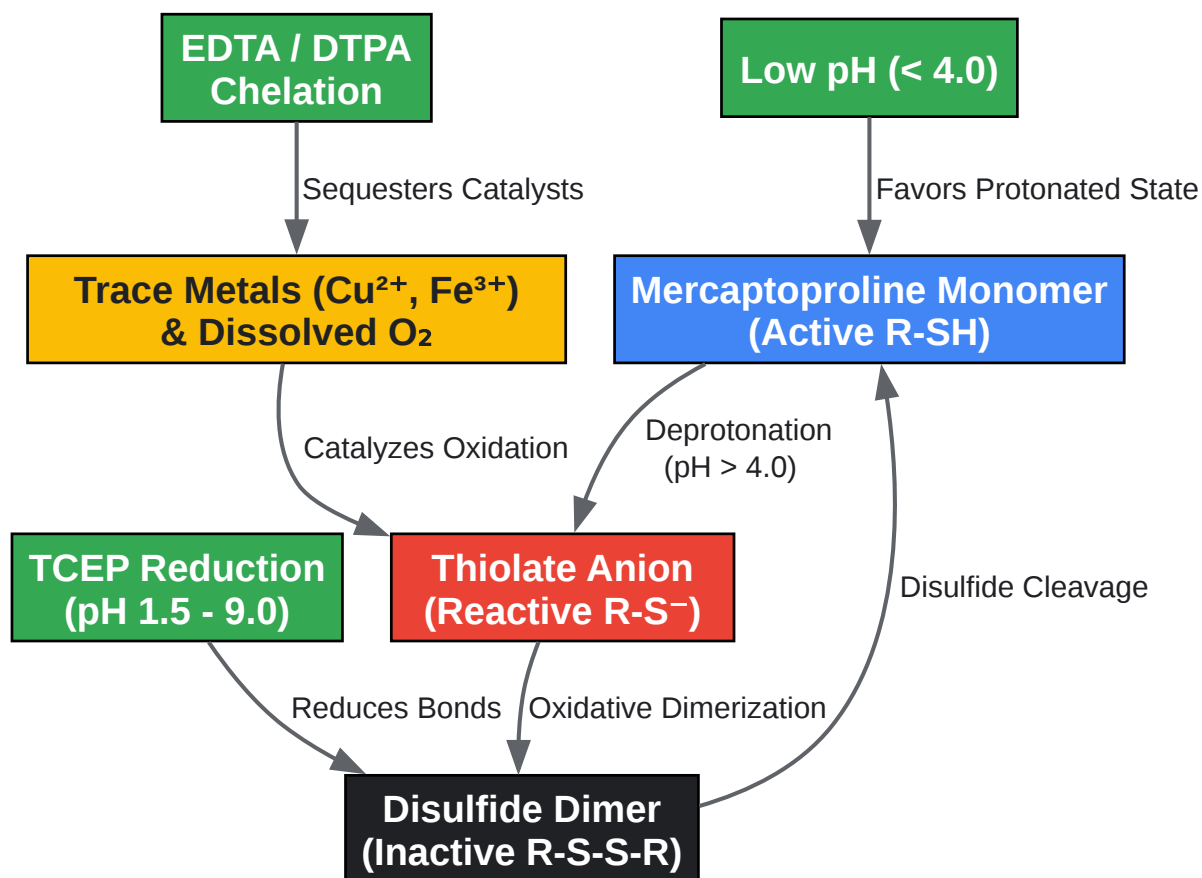 EDTA / DTPA
Chelation
Low pH (< 4.0)
Sequesters Catalysts
Favors Protonated State
Trace Metals (Cu²⁺, Fe³⁺)
& Dissolved O₂
Mercaptoproline Monomer
(Active R-SH)
Catalyzes Oxidation
Deprotonation
(pH > 4.0)
TCEP Reduction
(pH 1.5 - 9.0)
Thiolate Anion
(Reactive R-S⁻)
Disulfide Cleavage
Reduces Bonds
Oxidative Dimerization
Disulfide Dimer
(Inactive R-S-S-R)